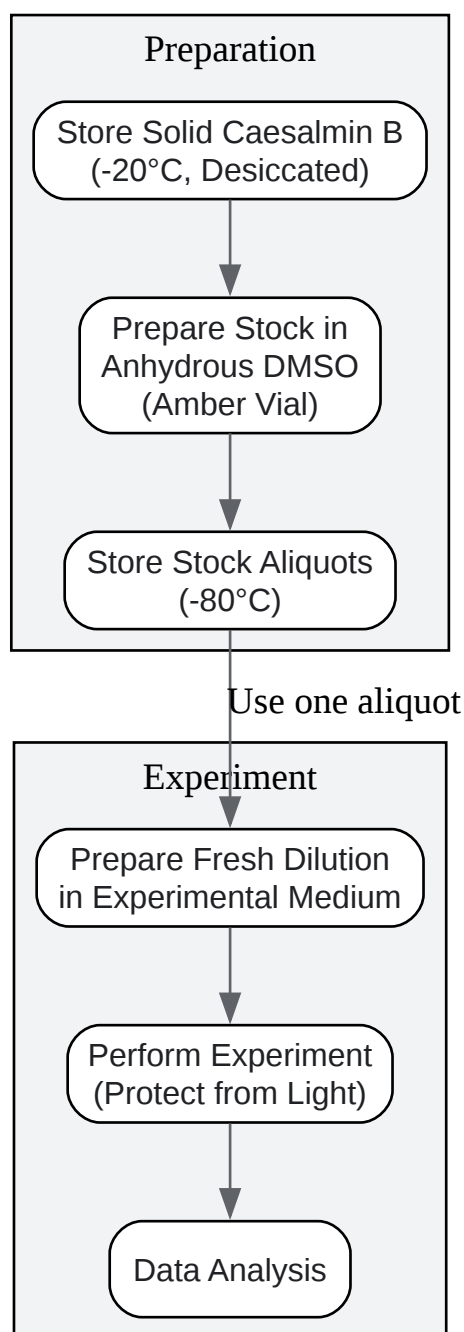 Preparation
Store Solid Caesalmin B
(-20°C, Desiccated)
Prepare Stock in
Anhydrous DMSO
(Amber Vial)
Store Stock Aliquots
(-80°C)
Use one aliquot
Experiment
Prepare Fresh Dilution
in Experimental Medium
Perform Experiment
(Protect from Light)
Data Analysis